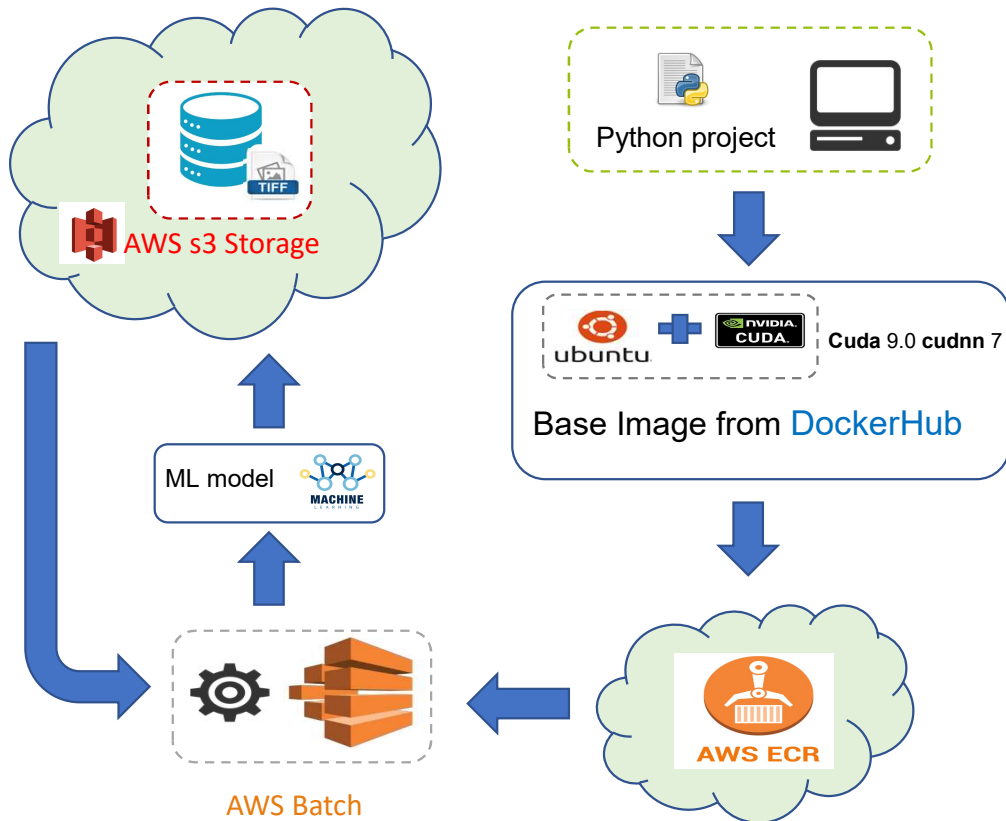 TIFF
AWS s3 Storage
Python project
ubuntu
NVIDIA.
CUDA.
Cuda 9.0 cudnn 7
Base Image from DockerHub
ML model
MACHINE
LEARNING
AWS ECR
AWS Batch